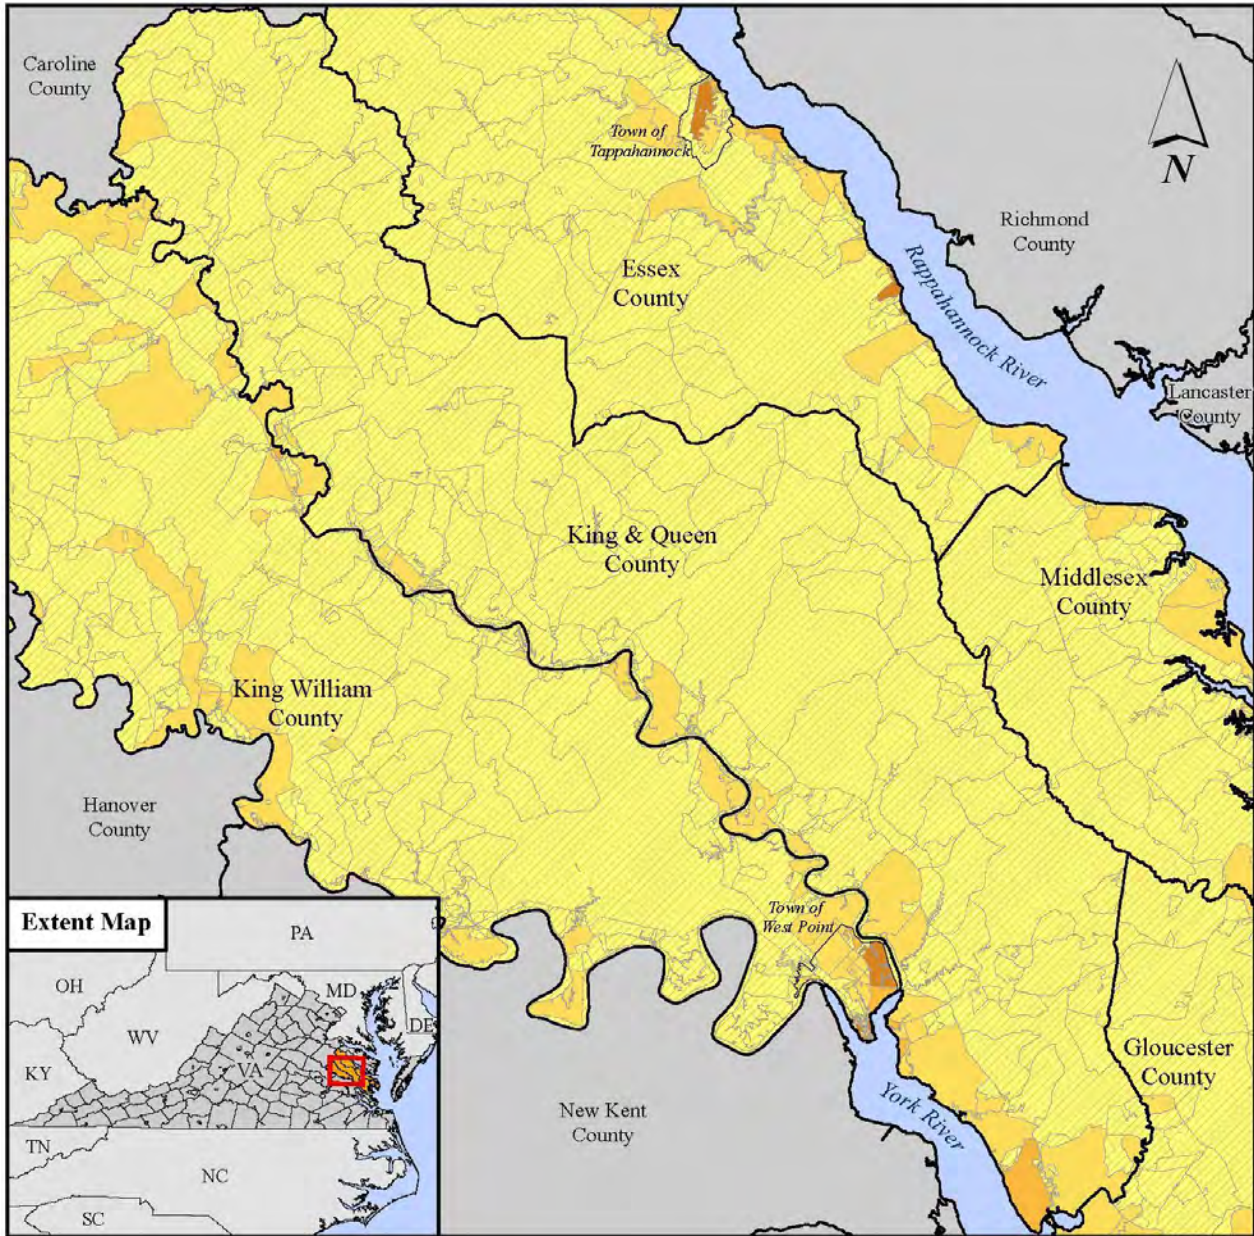 Caroline
County
Town of
Tappahannock
N
Richmond
County
Essex
County
Rappahannock River
Lancaster
County
King & Queen
County
Middlesex
County
King William
County
Hanover
County
Town of
West Point
Extent Map
PA
OH
MD
DE
WV
KY
VA
TN
NC
SC
New Kent
County
York River
Gloucester
County